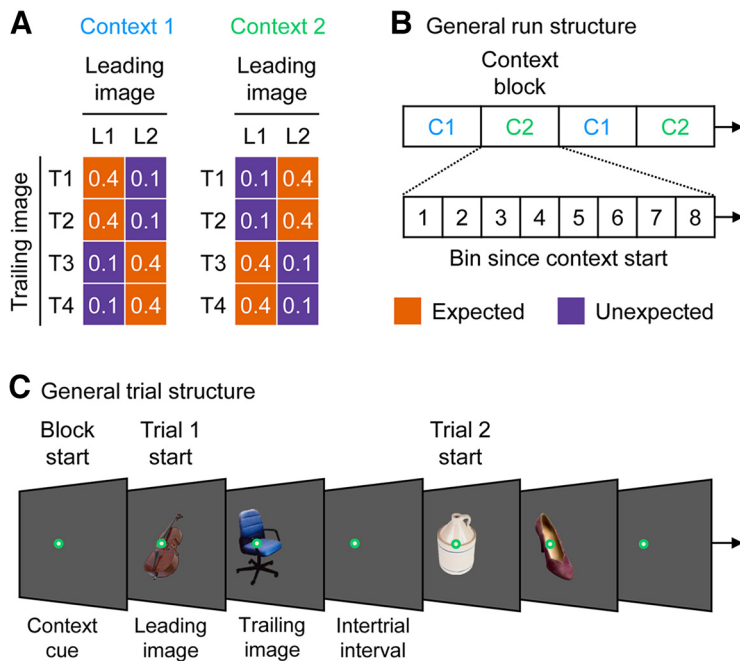 A
Context 1
Context 2
Leading
image
Leading
image
L1 L2
L1 L2
Trailing image
T1 0.4 0.1
T2 0.4 0.1
T3 0.1 0.4
T4 0.1 0.4
T1 0.1 0.4
T2 0.1 0.4
T3 0.4 0.1
T4 0.4 0.1
B General run structure
Context
block
C1 C2 C1 C2
1 2 3 4 5 6 7 8
Bin since context start
Expected
Unexpected
C General trial structure
Block
start
Trial 1
start
Trial 2
start
Context
cue
Leading
image
Trailing
image
Intertrial
interval